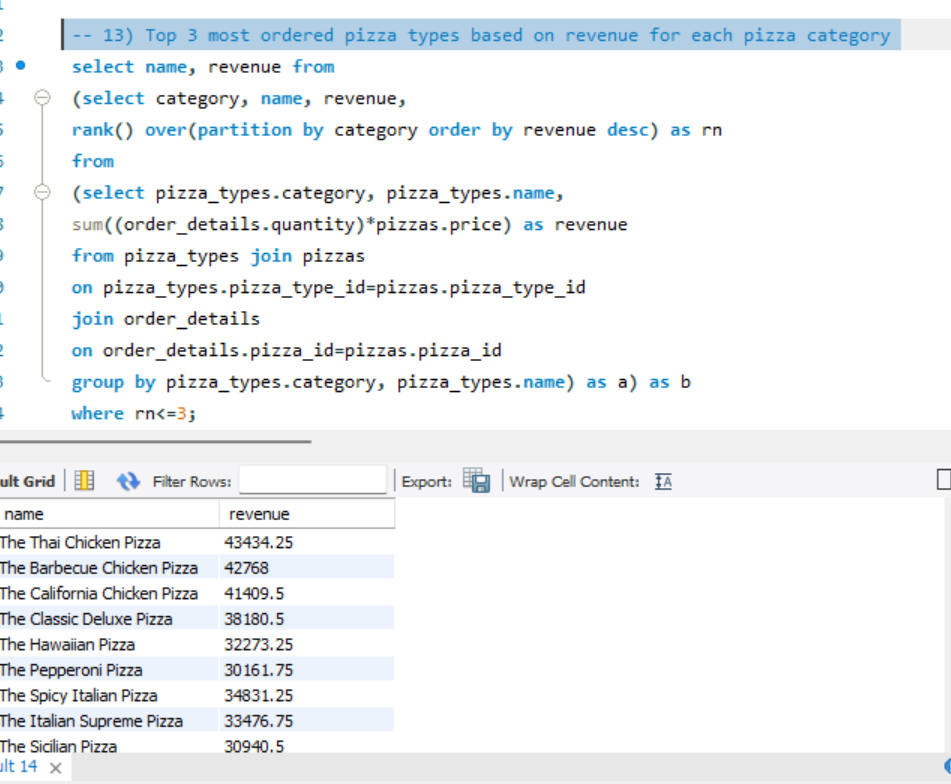 -- 13) Top 3 most ordered pizza types based on revenue for each pizza category
select name, revenue from
(select category, name, revenue,
rank() over(partition by category order by revenue desc) as rn
from
(select pizza_types.category, pizza_types.name,
sum((order_details.quantity)*pizzas.price) as revenue
from pizza_types join pizzas
on pizza_types.pizza_type_id=pizzas.pizza_type_id
join order_details
on order_details.pizza_id=pizzas.pizza_id
group by pizza_types.category, pizza_types.name) as a) as b
where rn<=3;
ult Grid Filter Rows: Export: Wrap Cell Content:
name revenue
The Thai Chicken Pizza 43434.25
The Barbecue Chicken Pizza 42768
The California Chicken Pizza 41409.5
The Classic Deluxe Pizza 38180.5
The Hawaiian Pizza 32273.25
The Pepperoni Pizza 30161.75
The Spicy Italian Pizza 34831.25
The Italian Supreme Pizza 33476.75
The Sicilian Pizza 30940.5
ult 14